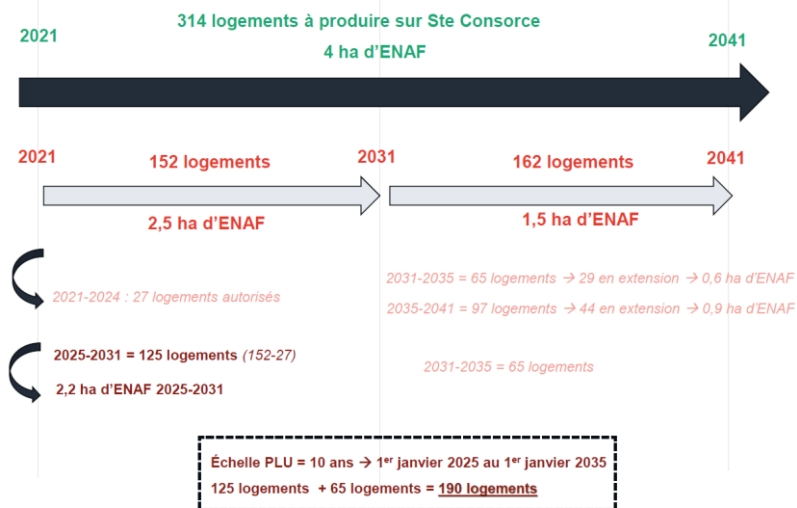 314 logements à produire sur Ste Consorce
2021
2041
4 ha d'ENAF
2021
152 logements
2031
162 logements
2041
2,5 ha d'ENAF
1,5 ha d'ENAF
2031-2035 = 65 logements → 29 en extension → 0,6 ha d'ENAF
2021-2024 : 27 logements autorisés
2035-2041 = 97 logements → 44 en extension → 0,9 ha d'ENAF
2025-2031 = 125 logements (152-27)
2031-2035 = 65 logements
2,2 ha d'ENAF 2025-2031
Échelle PLU = 10 ans → 1er janvier 2025 au 1er janvier 2035
125 logements + 65 logements = 190 logements